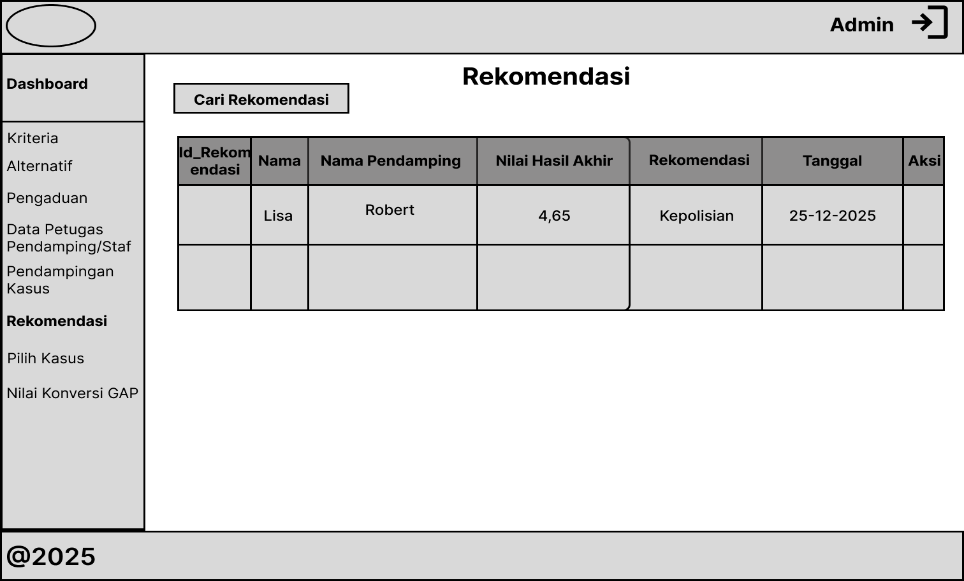 Admin
Dashboard
Kriteria
Alternatif
Pengaduan
Data Petugas
Pendamping/Staf
Pendampingan
Kasus
Rekomendasi
Pilih Kasus
Nilai Konversi GAP
Rekomendasi
Cari Rekomendasi
Id_Rekom
endasi
Nama
Nama Pendamping
Nilai Hasil Akhir
Rekomendasi
Tanggal
Aksi
Lisa
Robert
4,65
Kepolisian
25-12-2025
@2025